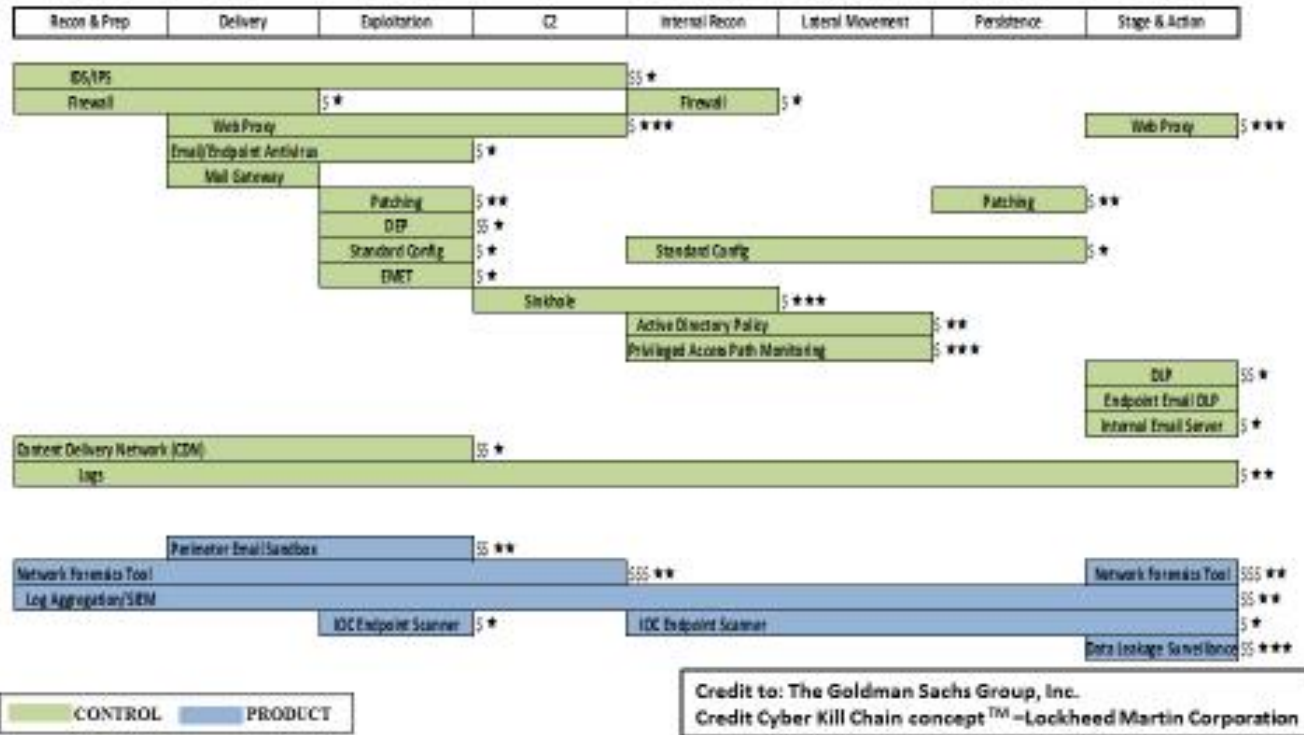 Recon & Prep Delivery Exploitation C2 Internal Recon Lateral Movement Persistence Stage & Action
IDS/IPS $$ ★
Firewall $ ★ Firewall $ ★
Web Proxy $ ★★★ Web Proxy $ ★★★
Email/Endpoint Antivirus $ ★
Mail Gateway
Patching $ ★★ Patching $ ★★
DEP $$ ★
Standard Config $ ★ Standard Config $ ★
EMET $ ★
Sinkhole $ ★★★
Active Directory Policy $ ★★
Privileged Access Path Monitoring $ ★★★
DLP $$ ★
Endpoint Email DLP
Internal Email Server $ ★
Content Delivery Network (CDN) $$ ★
Logs $ ★★
Perimeter Email Sandbox $$ ★★
Network Forensics Tool $$$ ★★ Network Forensics Tool $$$ ★★
Log Aggregation/SIEM $$ ★★
IOC Endpoint Scanner $ ★ IOC Endpoint Scanner $ ★
Data Leakage Surveillance $$ ★★★
CONTROL PRODUCT
Credit to: The Goldman Sachs Group, Inc.
Credit Cyber Kill Chain concept™ –Lockheed Martin Corporation